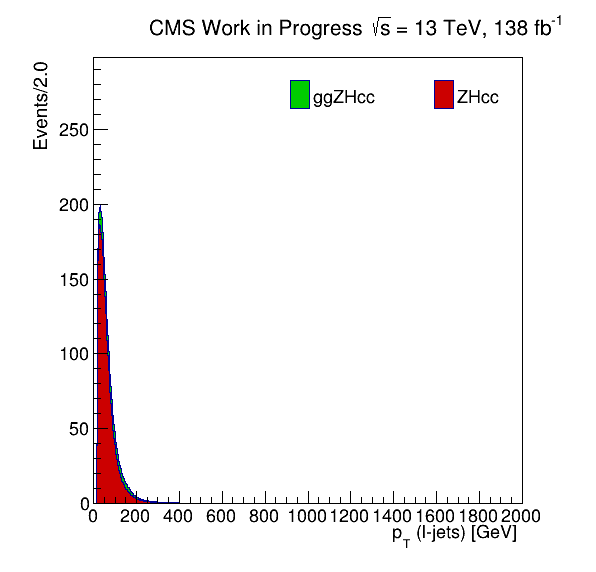 CMS Work in Progress √s = 13 TeV, 138 fb⁻¹
Events/2.0
ggZHcc ZHcc
250
200
150
100
50
0
0 200 400 600 800 1000 1200 1400 1600 1800 2000
p_T (l-jets) [GeV]